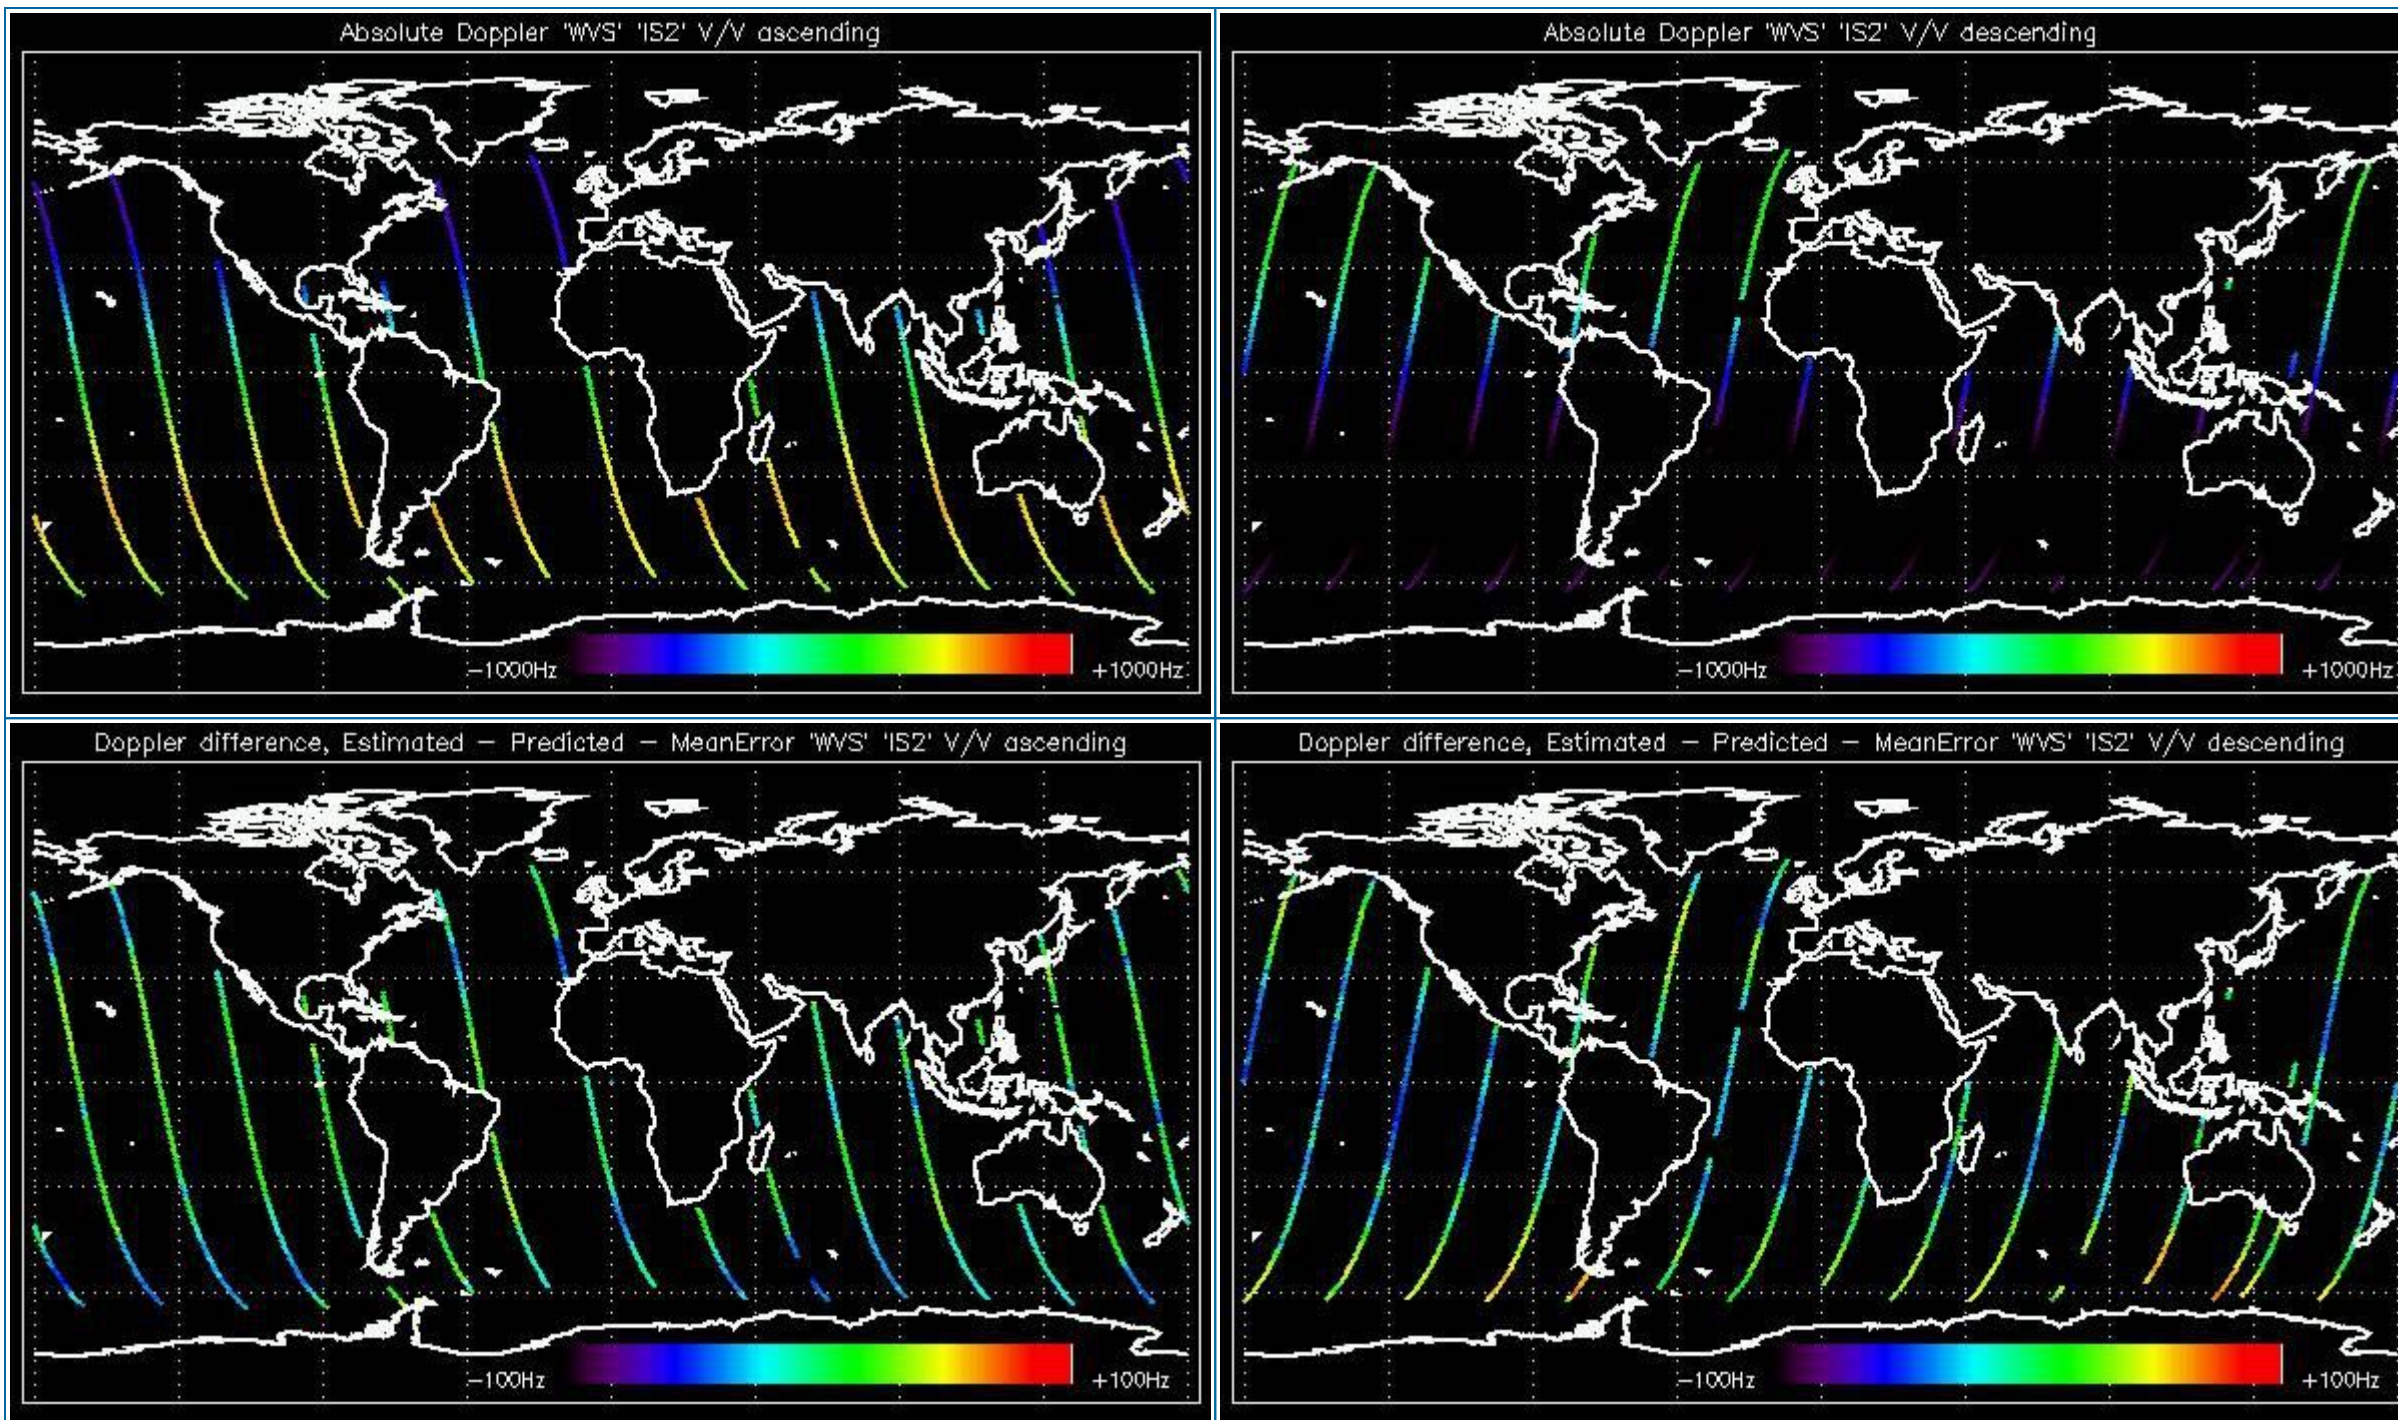 Absolute Doppler 'WVS' 'IS2' V/V ascending
-1000Hz
+1000Hz
Absolute Doppler 'WVS' 'IS2' V/V descending
-1000Hz
+1000Hz
Doppler difference, Estimated - Predicted - MeanError 'WVS' 'IS2' V/V ascending
-100Hz
+100Hz
Doppler difference, Estimated - Predicted - MeanError 'WVS' 'IS2' V/V descending
-100Hz
+100Hz